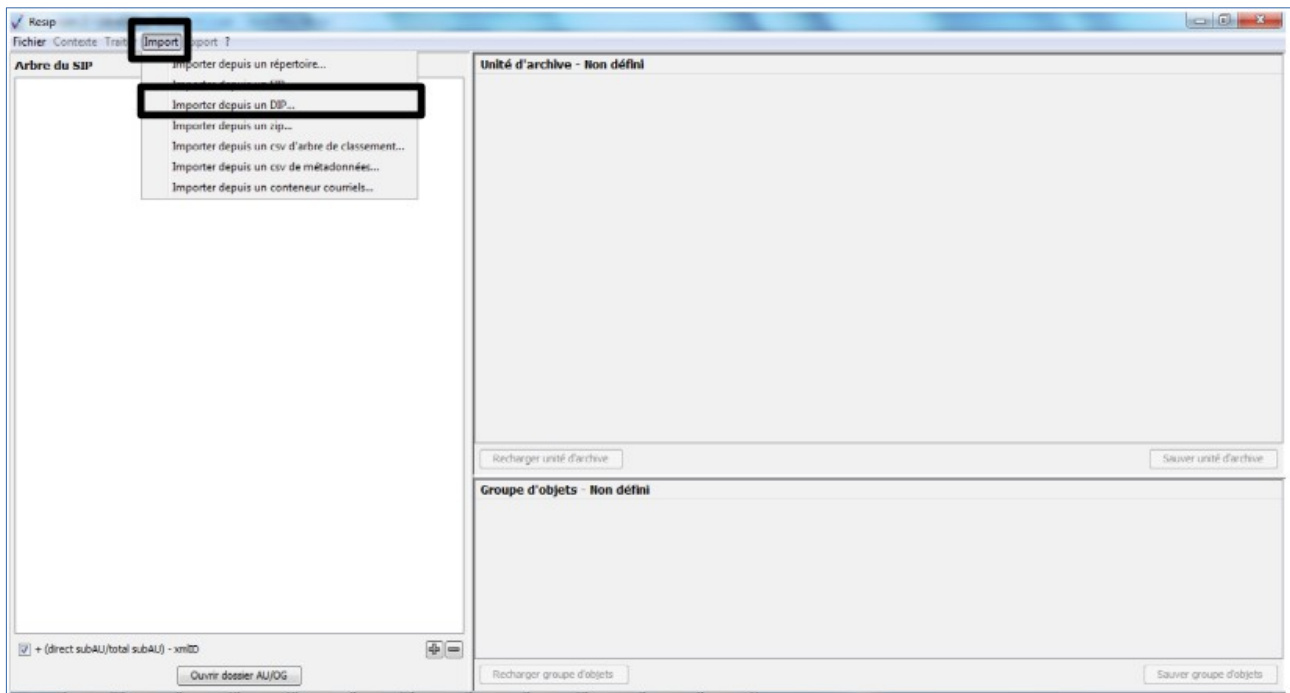 Resip
Fichier Contexte Import ?
Arbre du SIP
Importer depuis un répertoire...
Importer depuis un DIP...
Importer depuis un zip...
Importer depuis un csv d'arbre de classement...
Importer depuis un csv de métadonnées...
Importer depuis un conteneur courriels...
Unité d'archive - Non défini
Recharger unité d'archive
Sauver unité d'archive
Groupe d'objets - Non défini
+ (direct subAU/total subAU) - xmlID
Ouvrir dossier AU/OG
Recharger groupe d'objets
Sauver groupe d'objets